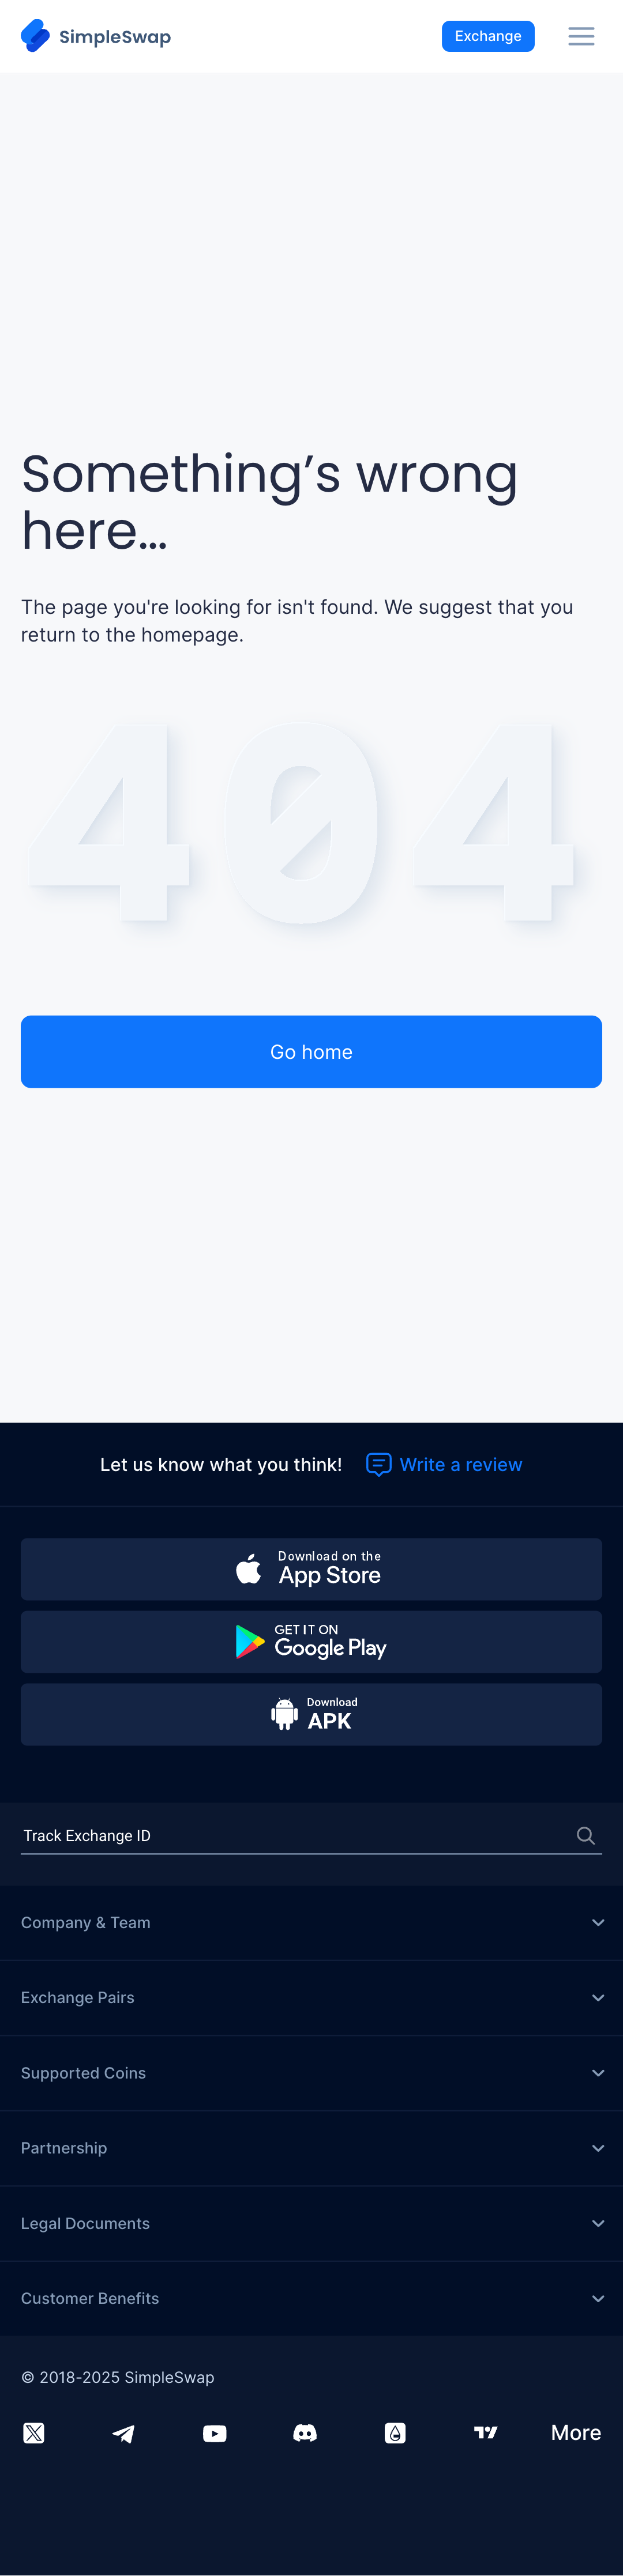 SimpleSwap
Exchange
Something’s wrong
here...
The page you're looking for isn't found. We suggest that you
return to the homepage.
404
Go home
Let us know what you think!
Write a review
Download on the
App Store
GET IT ON
Google Play
Download
APK
Track Exchange ID
Company & Team
Exchange Pairs
Supported Coins
Partnership
Legal Documents
Customer Benefits
© 2018-2025 SimpleSwap
More